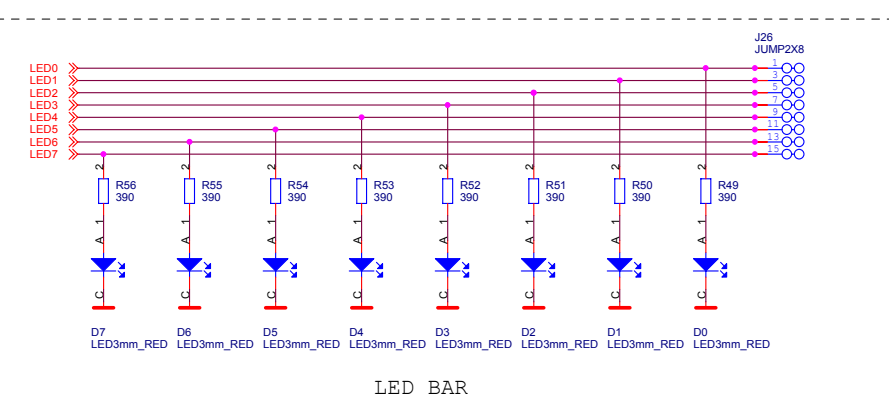 J26
JUMP2X8
LED0
LED1
LED2
LED3
LED4
LED5
LED6
LED7
1
3
5
7
9
11
13
15
2 2 2 2 2 2 2 2
R56 R55 R54 R53 R52 R51 R50 R49
390 390 390 390 390 390 390 390
1 1 1 1 1 1 1 1
A A A A A A A A
C C C C C C C C
D7 D6 D5 D4 D3 D2 D1 D0
LED3mm_RED LED3mm_RED LED3mm_RED LED3mm_RED LED3mm_RED LED3mm_RED LED3mm_RED LED3mm_RED
LED BAR